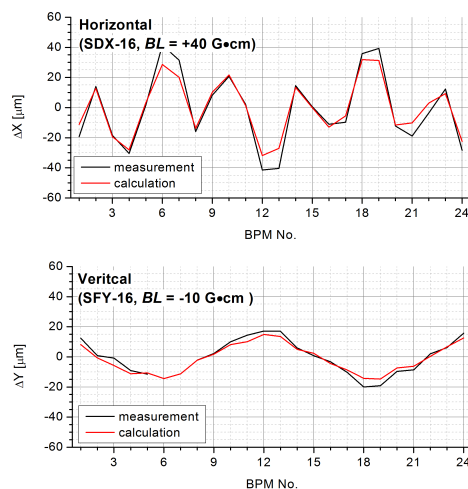 Horizontal
(SDX-16, BL = +40 G•cm)
60
40
20
0
-20
-40
-60
ΔX [µm]
measurement
calculation
3 6 9 12 15 18 21 24
BPM No.
Veritcal
(SFY-16, BL = -10 G•cm )
60
40
20
0
-20
-40
-60
ΔY [µm]
measurement
calculation
3 6 9 12 15 18 21 24
BPM No.